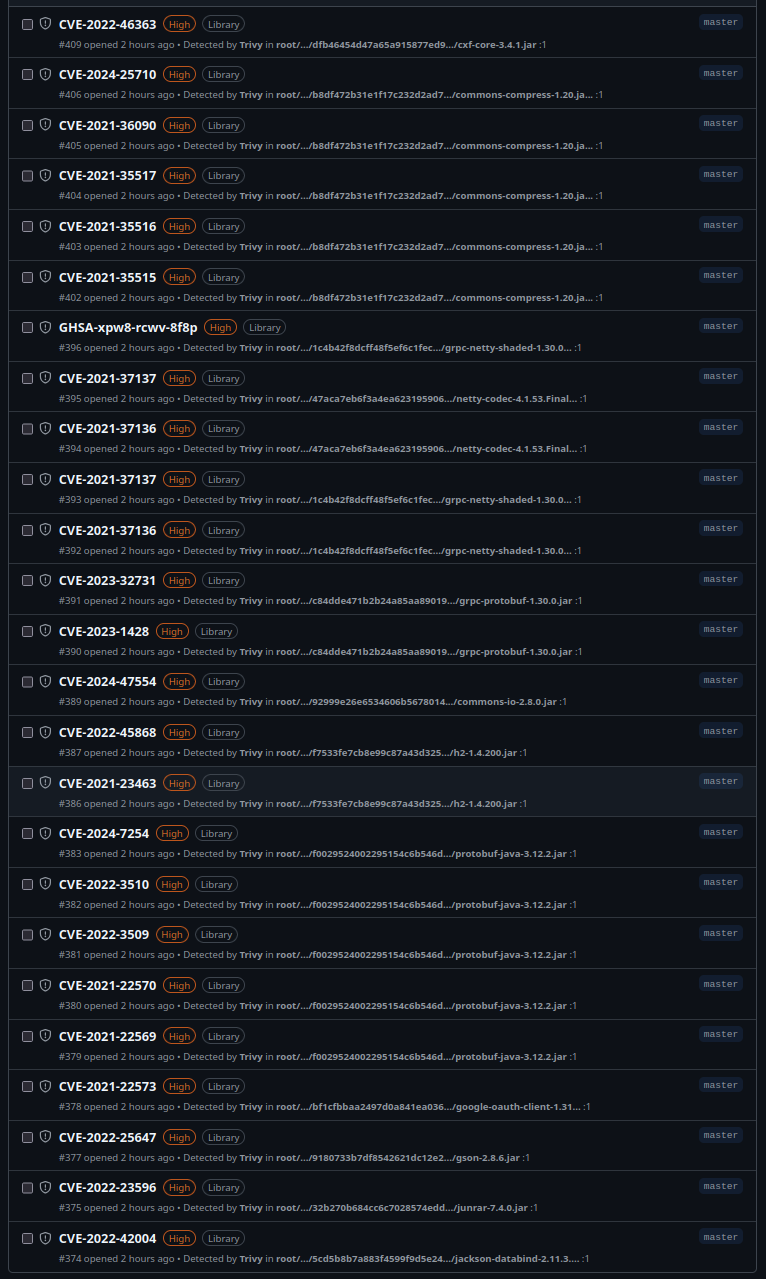 CVE-2022-46363 High Library master
#409 opened 2 hours ago • Detected by Trivy in root/.../dfb46454d47a65a915877ed9.../cxf-core-3.4.1.jar :1
CVE-2024-25710 High Library master
#406 opened 2 hours ago • Detected by Trivy in root/.../b8df472b31e1f17c232d2ad7.../commons-compress-1.20.ja... :1
CVE-2021-36090 High Library master
#405 opened 2 hours ago • Detected by Trivy in root/.../b8df472b31e1f17c232d2ad7.../commons-compress-1.20.ja... :1
CVE-2021-35517 High Library master
#404 opened 2 hours ago • Detected by Trivy in root/.../b8df472b31e1f17c232d2ad7.../commons-compress-1.20.ja... :1
CVE-2021-35516 High Library master
#403 opened 2 hours ago • Detected by Trivy in root/.../b8df472b31e1f17c232d2ad7.../commons-compress-1.20.ja... :1
CVE-2021-35515 High Library master
#402 opened 2 hours ago • Detected by Trivy in root/.../b8df472b31e1f17c232d2ad7.../commons-compress-1.20.ja... :1
GHSA-xpw8-rcwv-8f8p High Library master
#396 opened 2 hours ago • Detected by Trivy in root/.../1c4b42f8dcff48f5ef6c1fec.../grpc-netty-shaded-1.30.0... :1
CVE-2021-37137 High Library master
#395 opened 2 hours ago • Detected by Trivy in root/.../47aca7eb6f3a4ea623195906.../netty-codec-4.1.53.Final... :1
CVE-2021-37136 High Library master
#394 opened 2 hours ago • Detected by Trivy in root/.../47aca7eb6f3a4ea623195906.../netty-codec-4.1.53.Final... :1
CVE-2021-37137 High Library master
#393 opened 2 hours ago • Detected by Trivy in root/.../1c4b42f8dcff48f5ef6c1fec.../grpc-netty-shaded-1.30.0... :1
CVE-2021-37136 High Library master
#392 opened 2 hours ago • Detected by Trivy in root/.../1c4b42f8dcff48f5ef6c1fec.../grpc-netty-shaded-1.30.0... :1
CVE-2023-32731 High Library master
#391 opened 2 hours ago • Detected by Trivy in root/.../c84dde471b2b24a85aa89019.../grpc-protobuf-1.30.0.jar :1
CVE-2023-1428 High Library master
#390 opened 2 hours ago • Detected by Trivy in root/.../c84dde471b2b24a85aa89019.../grpc-protobuf-1.30.0.jar :1
CVE-2024-47554 High Library master
#389 opened 2 hours ago • Detected by Trivy in root/.../92999e26e6534606b5678014.../commons-io-2.8.0.jar :1
CVE-2022-45868 High Library master
#387 opened 2 hours ago • Detected by Trivy in root/.../f7533fe7cb8e99c87a43d325.../h2-1.4.200.jar :1
CVE-2021-23463 High Library master
#386 opened 2 hours ago • Detected by Trivy in root/.../f7533fe7cb8e99c87a43d325.../h2-1.4.200.jar :1
CVE-2024-7254 High Library master
#383 opened 2 hours ago • Detected by Trivy in root/.../f0029524002295154c6b546d.../protobuf-java-3.12.2.jar :1
CVE-2022-3510 High Library master
#382 opened 2 hours ago • Detected by Trivy in root/.../f0029524002295154c6b546d.../protobuf-java-3.12.2.jar :1
CVE-2022-3509 High Library master
#381 opened 2 hours ago • Detected by Trivy in root/.../f0029524002295154c6b546d.../protobuf-java-3.12.2.jar :1
CVE-2021-22570 High Library master
#380 opened 2 hours ago • Detected by Trivy in root/.../f0029524002295154c6b546d.../protobuf-java-3.12.2.jar :1
CVE-2021-22569 High Library master
#379 opened 2 hours ago • Detected by Trivy in root/.../f0029524002295154c6b546d.../protobuf-java-3.12.2.jar :1
CVE-2021-22573 High Library master
#378 opened 2 hours ago • Detected by Trivy in root/.../bf1cfbbaa2497d0a841ea036.../google-oauth-client-1.31... :1
CVE-2022-25647 High Library master
#377 opened 2 hours ago • Detected by Trivy in root/.../9180733b7df8542621dc12e2.../gson-2.8.6.jar :1
CVE-2022-23596 High Library master
#375 opened 2 hours ago • Detected by Trivy in root/.../32b270b684cc6c7028574edd.../junrar-7.4.0.jar :1
CVE-2022-42004 High Library master
#374 opened 2 hours ago • Detected by Trivy in root/.../5cd5b8b7a883f4599f9d5e24.../jackson-databind-2.11.3.... :1